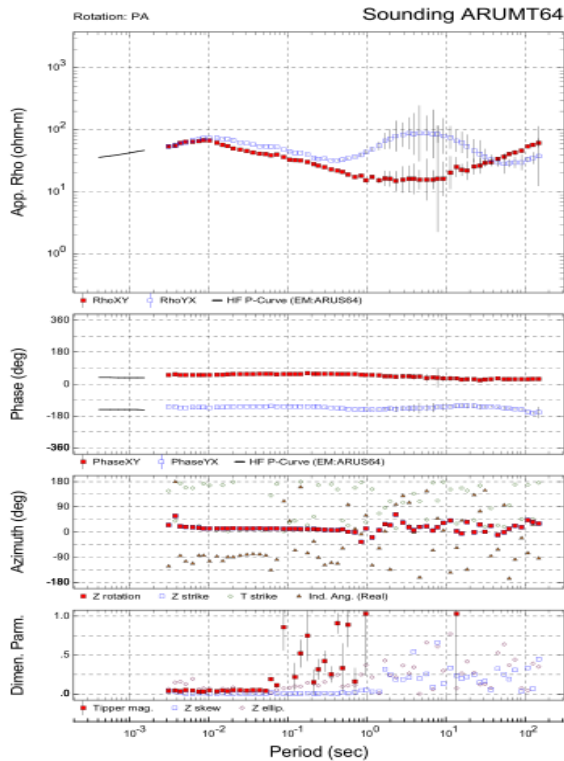 Rotation: PA Sounding ARUMT64
App. Rho (ohm-m)
10³
10²
10¹
10⁰
RhoXY RhoYX HF P-Curve (EM:ARUS64)
Phase (deg)
360
180
0
-180
-360
PhaseXY PhaseYX HF P-Curve (EM:ARUS64)
Azimuth (deg)
180
90
0
-90
-180
Z rotation Z strike T strike Ind. Ang. (Real)
Dimen. Parm.
1.0
.5
.0
Tipper mag. Z skew Z ellip.
10⁻³ 10⁻² 10⁻¹ 10⁰ 10¹ 10²
Period (sec)